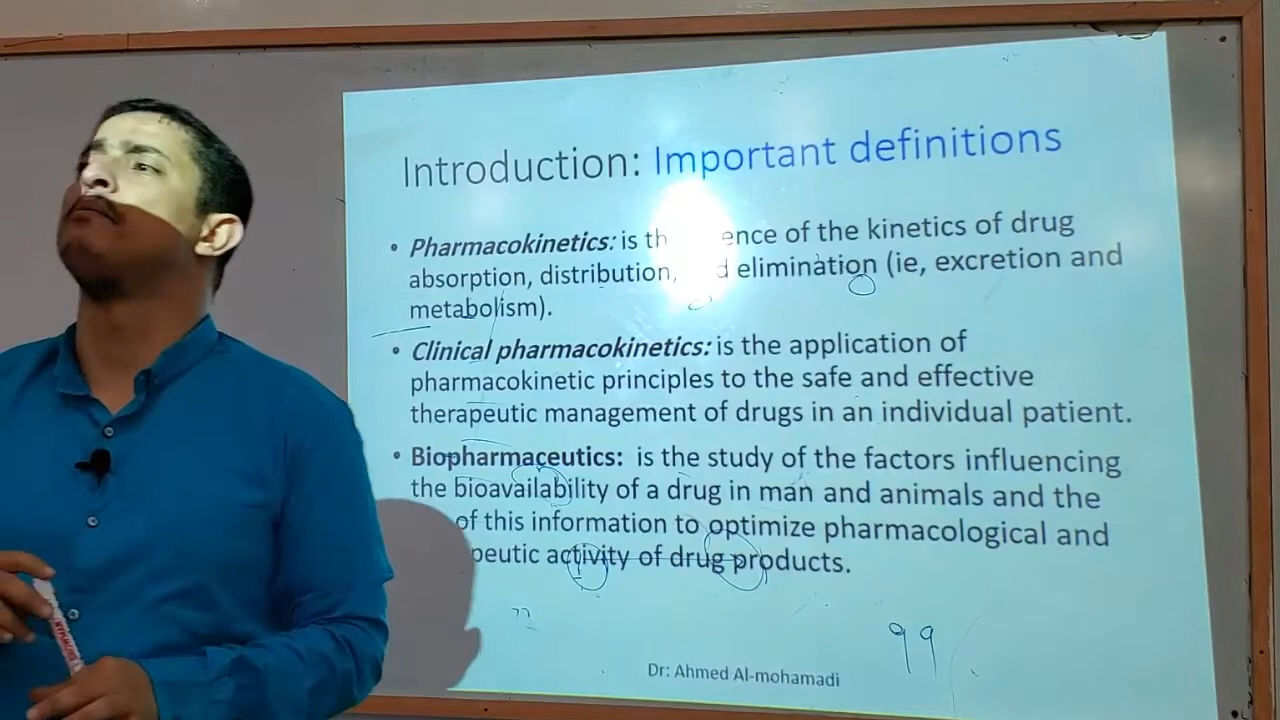 Introduction: Important definitions
• Pharmacokinetics: is th ence of the kinetics of drug
absorption, distribution, d elimination (ie, excretion and
metabolism).
• Clinical pharmacokinetics: is the application of
pharmacokinetic principles to the safe and effective
therapeutic management of drugs in an individual patient.
• Biopharmaceutics: is the study of the factors influencing
the bioavailability of a drug in man and animals and the
of this information to optimize pharmacological and
peutic activity of drug products.
99
Dr: Ahmed Al-mohamadi